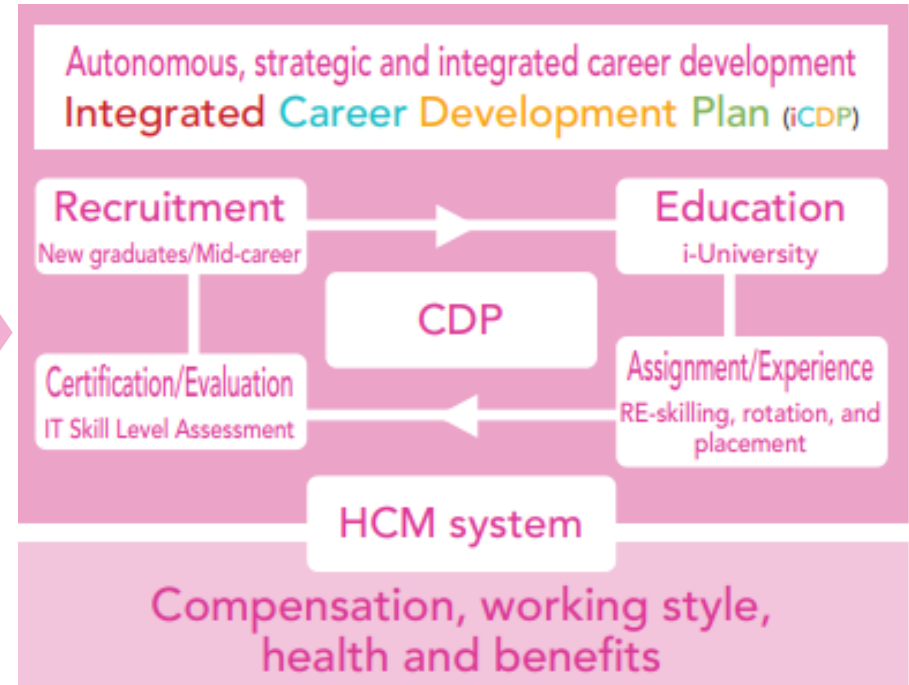 Autonomous, strategic and integrated career development
Integrated Career Development Plan (iCDP)
Recruitment
New graduates/Mid-career
Education
i-University
CDP
Certification/Evaluation
IT Skill Level Assessment
Assignment/Experience
RE-skilling, rotation, and
placement
HCM system
Compensation, working style,
health and benefits